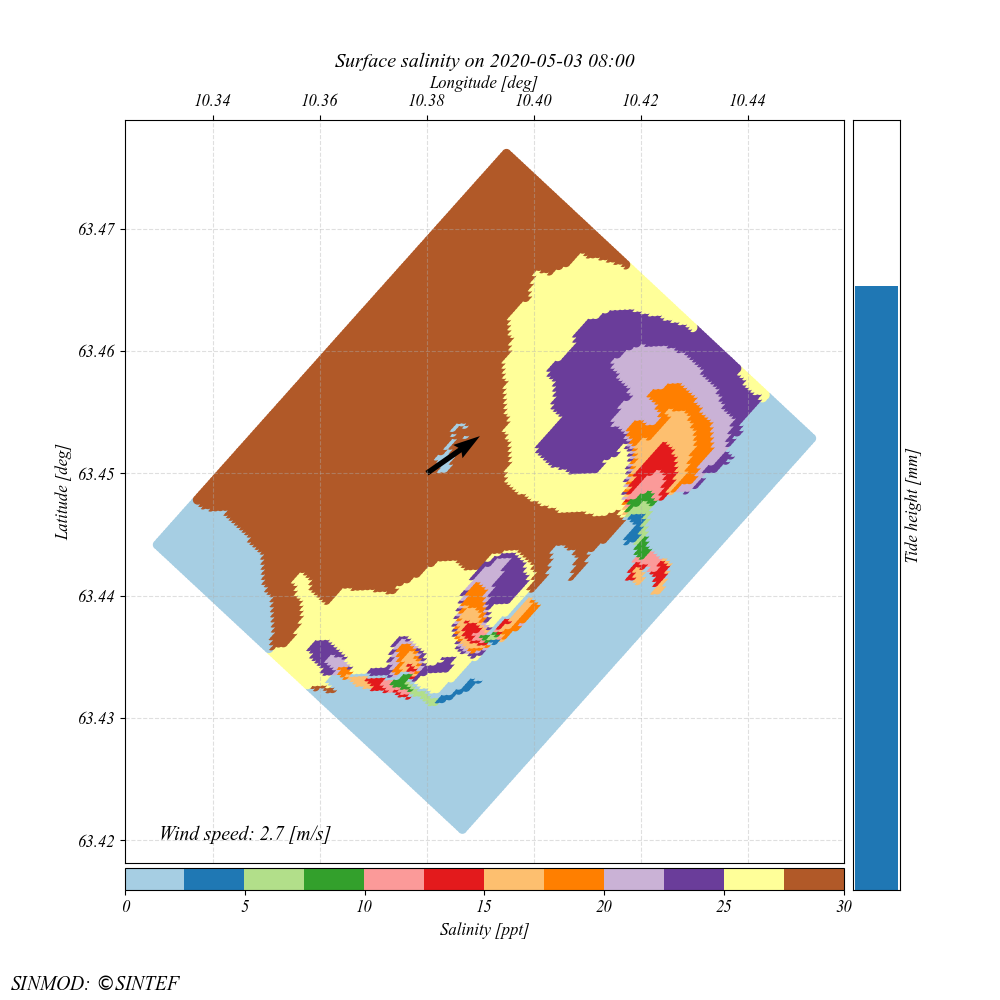 Surface salinity on 2020-05-03 08:00
Longitude [deg]
10.34 10.36 10.38 10.40 10.42 10.44
63.47
63.46
63.45
63.44
63.43
63.42
Latitude [deg]
Tide height [mm]
Wind speed: 2.7 [m/s]
0 5 10 15 20 25 30
Salinity [ppt]
SINMOD: ©SINTEF